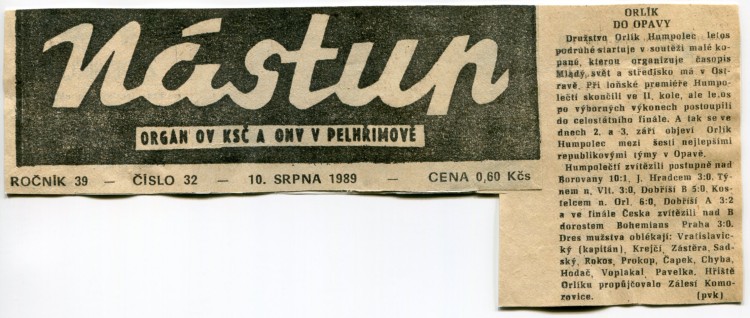 Nástup
ORGÁN OV KSČ A ONV V PELHŘIMOVĚ
ROČNÍK 39 — ČÍSLO 32 — 10. SRPNA 1989 — CENA 0,60 Kčs
ORLÍK
DO OPAVY
Družstvo Orlík Humpolec letos
podruhé startuje v soutěži malé ko-
pané, kterou organizuje časopis
Mladý svět a středisko má v Ost-
ravě. Při loňské premiéře Humpo-
lečtí skončili ve II. kole, ale letos
po výborných výkonech postoupili
do celostátního finále. A tak se ve
dnech 2. a 3. září objeví Orlík
Humpolec mezi šesti nejlepšími
republikovými týmy v Opavě.
Humpolečtí zvítězili postupně nad
Borovany 10:1, J. Hradcem 3:0, Tý-
nem n. Vlt. 3:0, Dobříší B 5:0, Kos-
telcem n. Orl. 6:0, Dobříší A 3:2
a ve finále Česka zvítězili nad B
dorostem Bohemians Praha 3:0.
Dres mužstva oblékají: Vratislavic-
ký (kapitán), Krejčí, Zástěra, Sad-
ský, Rokos, Prokop, Čapek, Chyba,
Hodač, Voplakal, Pavelka. Hřiště
Orlíku propůjčovalo Zálesí Komo-
rovice. (pvk)